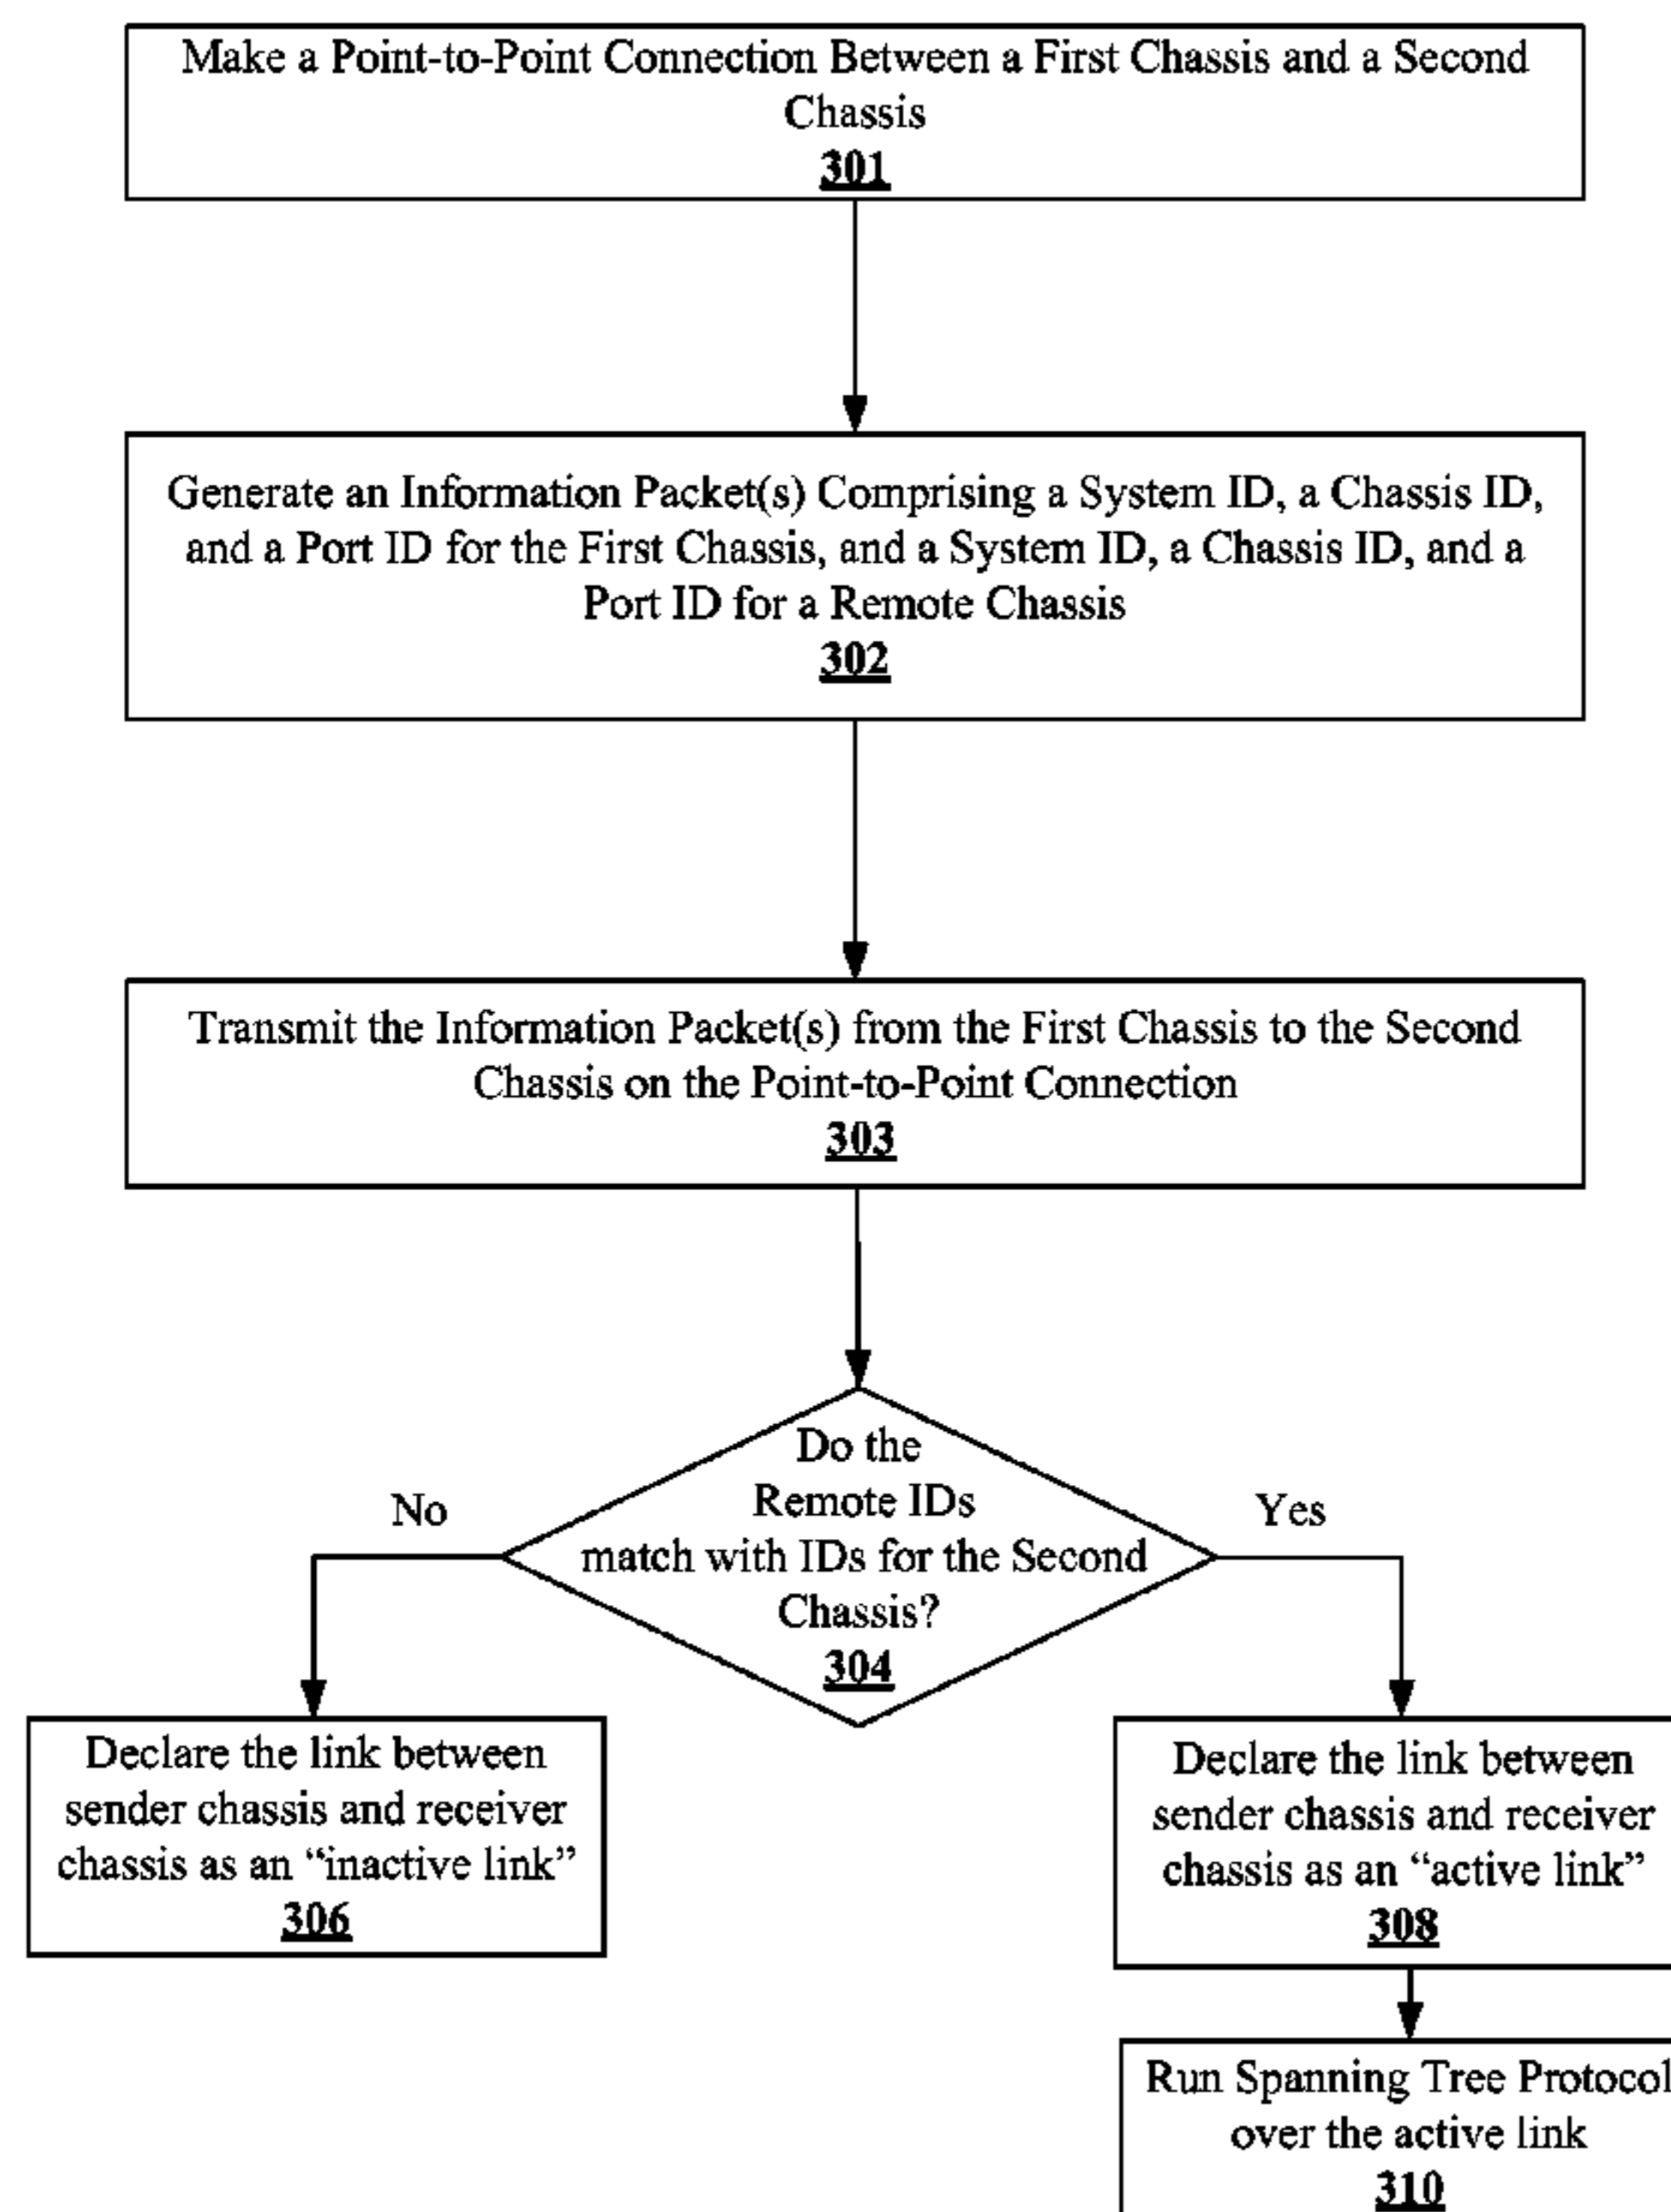 Make a Point-to-Point Connection Between a First Chassis and a Second
Chassis
301
Generate an Information Packet(s) Comprising a System ID, a Chassis ID,
and a Port ID for the First Chassis, and a System ID, a Chassis ID, and a
Port ID for a Remote Chassis
302
Transmit the Information Packet(s) from the First Chassis to the Second
Chassis on the Point-to-Point Connection
303
Do the
Remote IDs
match with IDs for the Second
Chassis?
304
No
Yes
Declare the link between
sender chassis and receiver
chassis as an “inactive link”
306
Declare the link between
sender chassis and receiver
chassis as an “active link”
308
Run Spanning Tree Protocol
over the active link
310